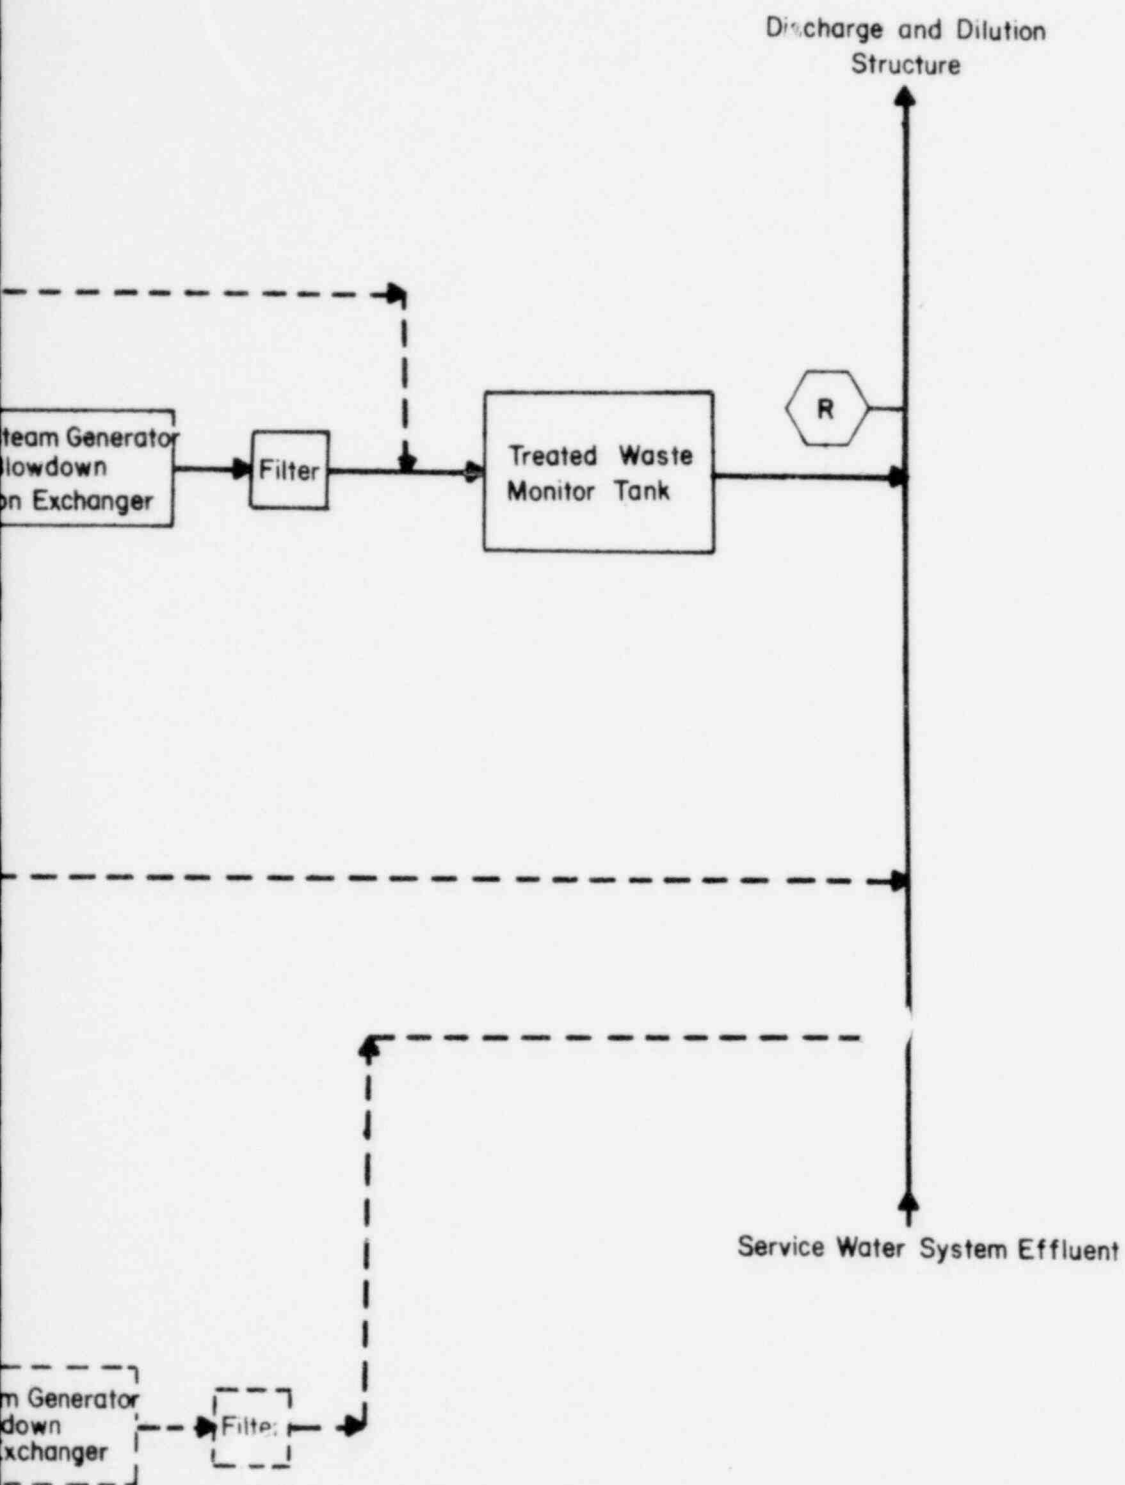 Discharge and Dilution
Structure
R
team Generator
lowdown
on Exchanger
Filter
Treated Waste
Monitor Tank
Service Water System Effluent
m Generator
down
xchanger
Filter